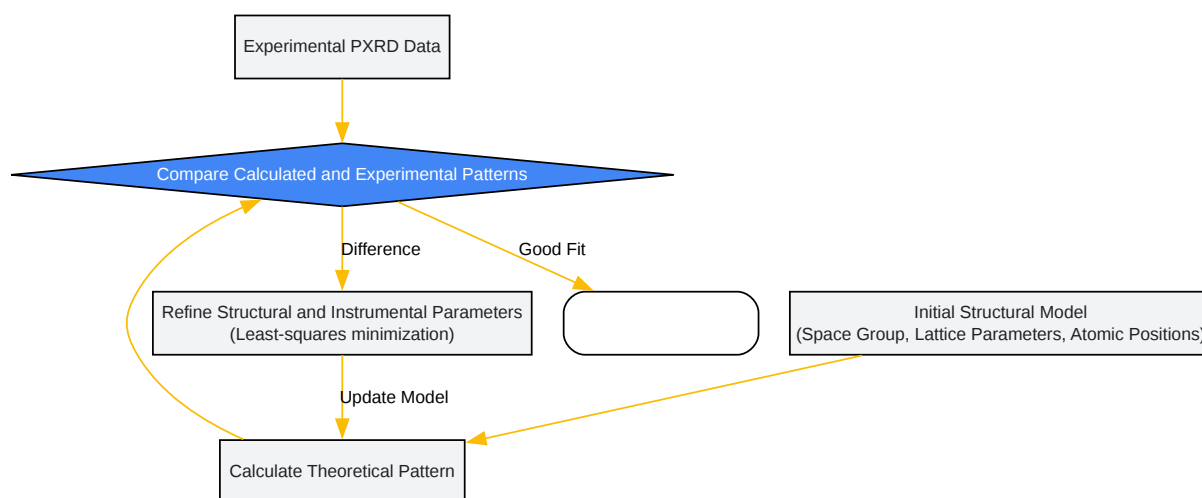 Experimental PXRD Data
Compare Calculated and Experimental Patterns
Difference
Good Fit
Refine Structural and Instrumental Parameters
(Least-squares minimization)
Initial Structural Model
(Space Group, Lattice Parameters, Atomic Positions)
Update Model
Calculate Theoretical Pattern